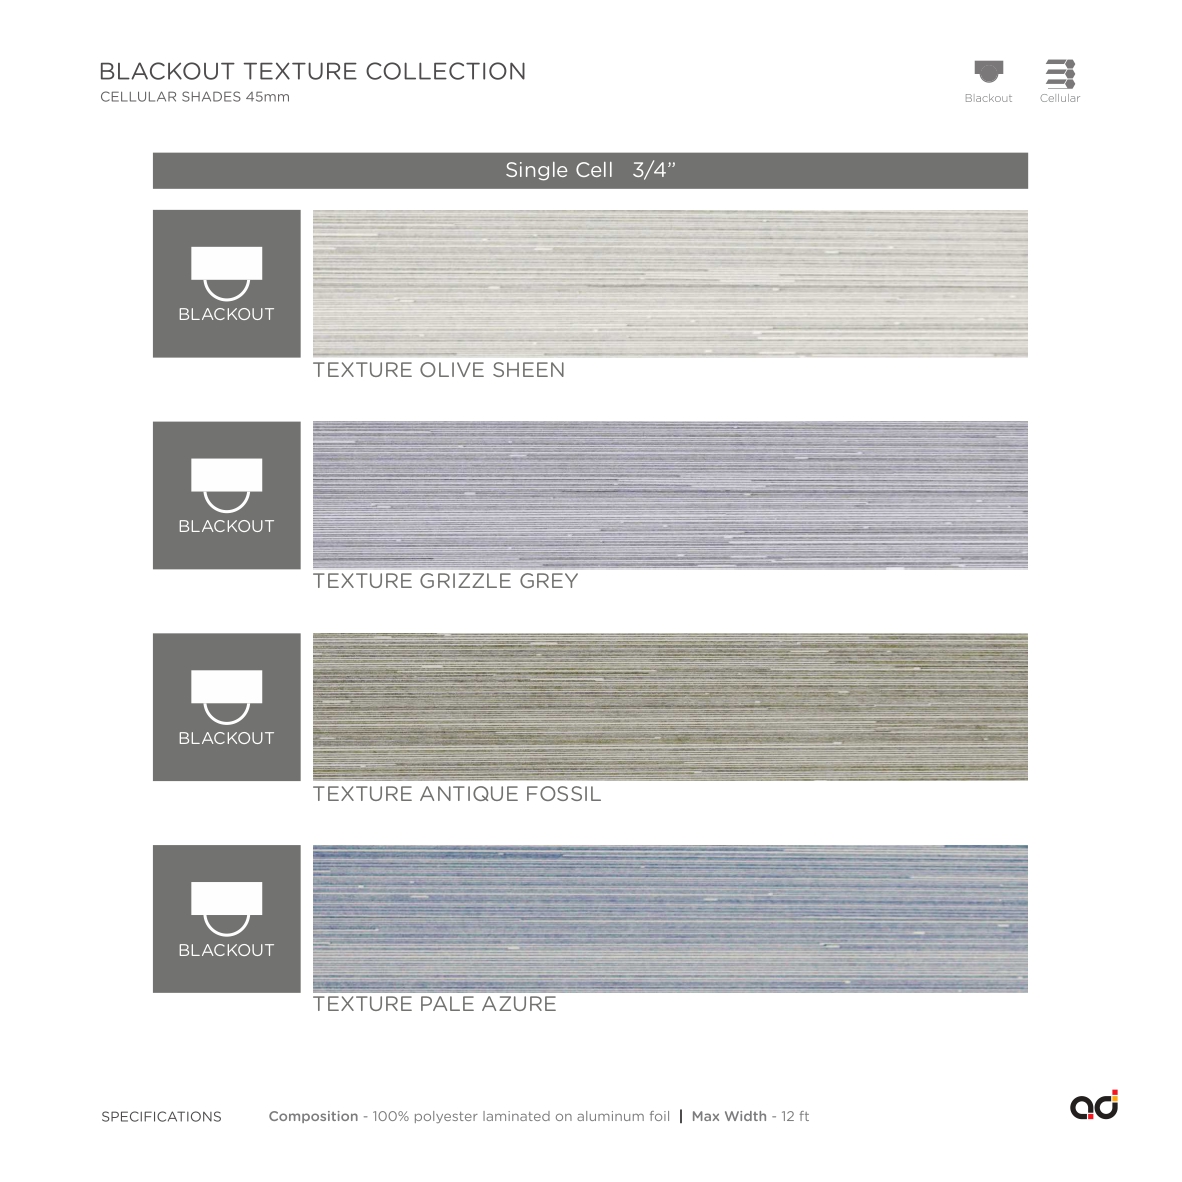 BLACKOUT TEXTURE COLLECTION
CELLULAR SHADES 45mm
Blackout Cellular
Single Cell 3/4”
BLACKOUT
TEXTURE OLIVE SHEEN
BLACKOUT
TEXTURE GRIZZLE GREY
BLACKOUT
TEXTURE ANTIQUE FOSSIL
BLACKOUT
TEXTURE PALE AZURE
SPECIFICATIONS Composition - 100% polyester laminated on aluminum foil | Max Width - 12 ft
ad